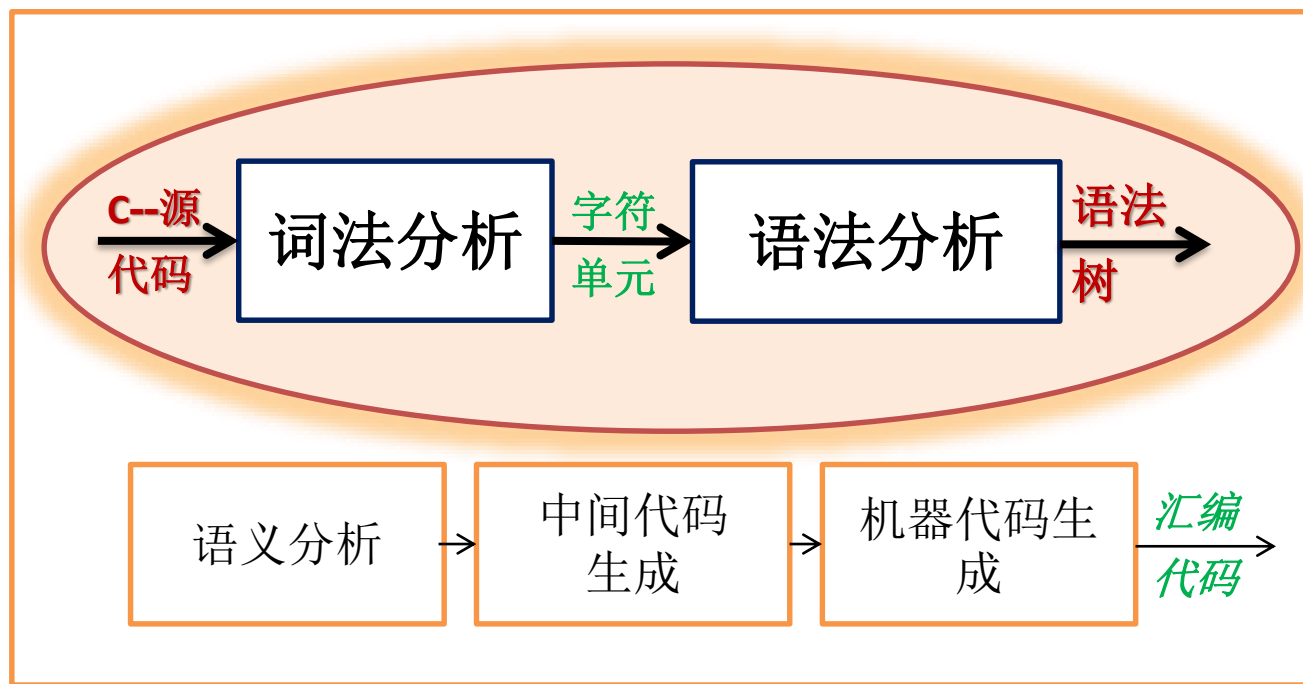 C--源
代码
词法分析
字符
单元
语法分析
语法
树
语义分析
中间代码
生成
机器代码生
成
汇编
代码